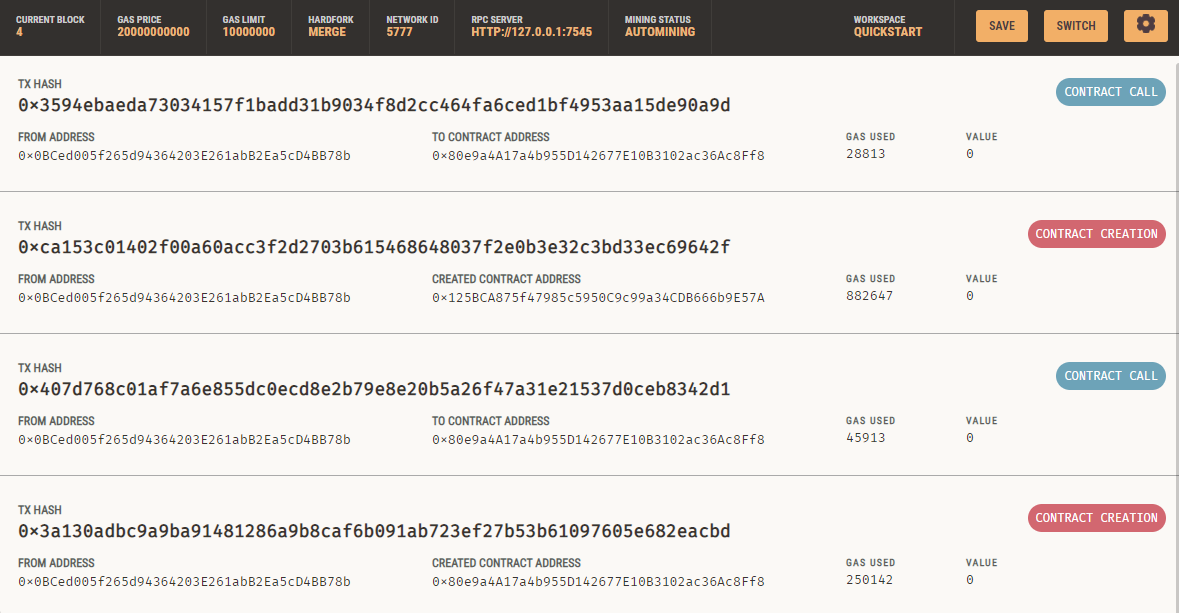 CURRENT BLOCK GAS PRICE GAS LIMIT HARDFORK NETWORK ID RPC SERVER MINING STATUS WORKSPACE
4 20000000000 10000000 MERGE 5777 HTTP://127.0.0.1:7545 AUTOMINING QUICKSTART SAVE SWITCH
TX HASH
0×3594ebaeda73034157f1badd31b9034f8d2cc464fa6ced1bf4953aa15de90a9d CONTRACT CALL
FROM ADDRESS TO CONTRACT ADDRESS GAS USED VALUE
0×0BCed005f265d94364203E261abB2Ea5cD4BB78b 0×80e9a4A17a4b955D142677E10B3102ac36Ac8Ff8 28813 0
TX HASH
0×ca153c01402f00a60acc3f2d2703b615468648037f2e0b3e32c3bd33ec69642f CONTRACT CREATION
FROM ADDRESS CREATED CONTRACT ADDRESS GAS USED VALUE
0×0BCed005f265d94364203E261abB2Ea5cD4BB78b 0×125BCA875f47985c5950C9c99a34CDB666b9E57A 882647 0
TX HASH
0×407d768c01af7a6e855dc0ecd8e2b79e8e20b5a26f47a31e21537d0ceb8342d1 CONTRACT CALL
FROM ADDRESS TO CONTRACT ADDRESS GAS USED VALUE
0×0BCed005f265d94364203E261abB2Ea5cD4BB78b 0×80e9a4A17a4b955D142677E10B3102ac36Ac8Ff8 45913 0
TX HASH
0×3a130adbc9a9ba91481286a9b8caf6b091ab723ef27b53b61097605e682eacbd CONTRACT CREATION
FROM ADDRESS CREATED CONTRACT ADDRESS GAS USED VALUE
0×0BCed005f265d94364203E261abB2Ea5cD4BB78b 0×80e9a4A17a4b955D142677E10B3102ac36Ac8Ff8 250142 0